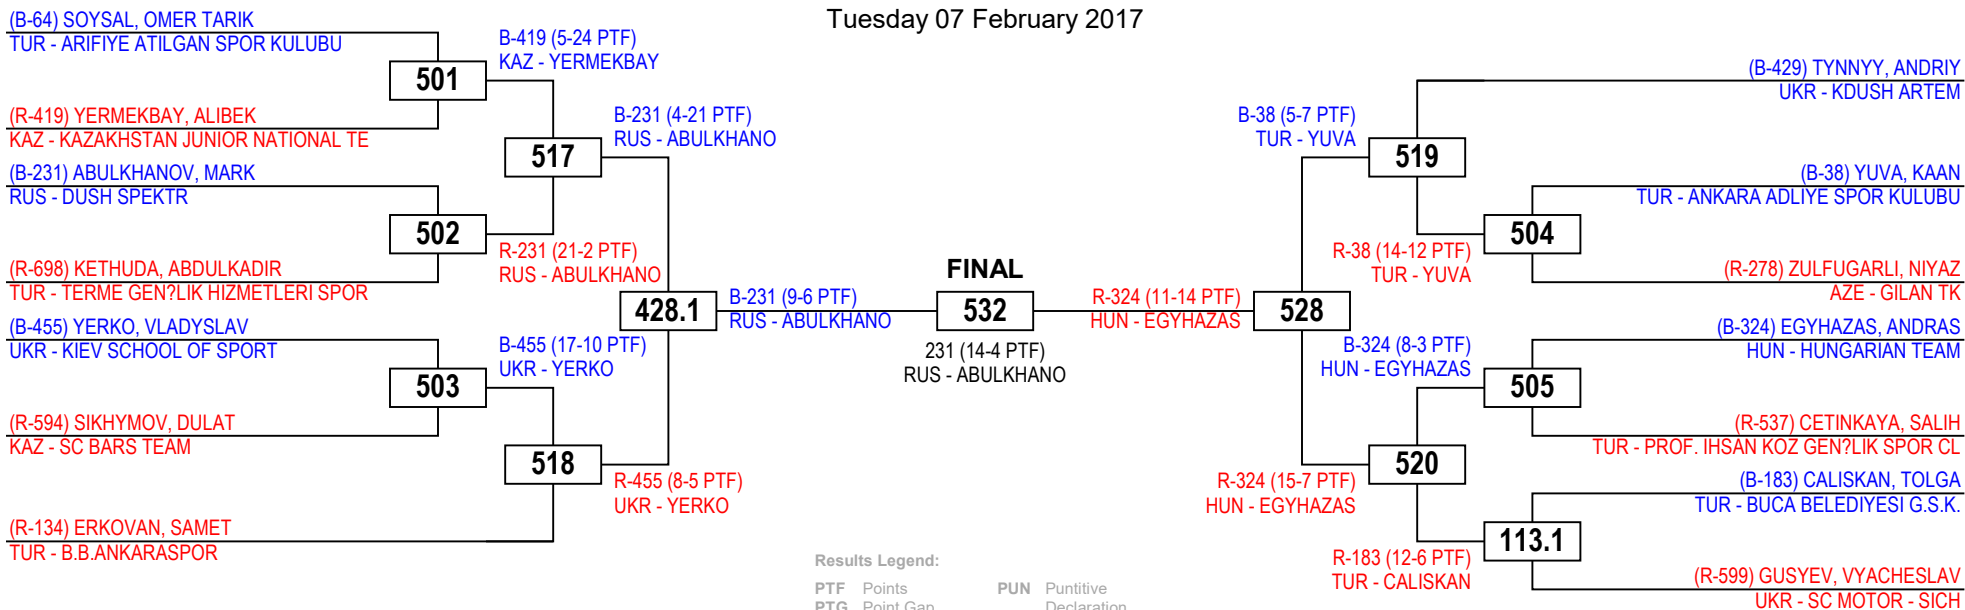 Tuesday 07 February 2017
(B-64) SOYSAL, OMER TARIK
TUR - ARIFIYE ATILGAN SPOR KULUBU
501
(R-419) YERMEKBAY, ALIBEK
KAZ - KAZAKHSTAN JUNIOR NATIONAL TE
(B-231) ABULKHANOV, MARK
RUS - DUSH SPEKTR
502
(R-698) KETHUDA, ABDULKADIR
TUR - TERME GEN?LIK HIZMETLERI SPOR
(B-455) YERKO, VLADYSLAV
UKR - KIEV SCHOOL OF SPORT
503
(R-594) SIKHYMOV, DULAT
KAZ - SC BARS TEAM
(R-134) ERKOVAN, SAMET
TUR - B.B.ANKARASPOR
B-419 (5-24 PTF)
KAZ - YERMEKBAY
517
R-231 (21-2 PTF)
RUS - ABULKHANO
B-455 (17-10 PTF)
UKR - YERKO
518
B-231 (4-21 PTF)
RUS - ABULKHANO
428.1
R-455 (8-5 PTF)
UKR - YERKO
B-231 (9-6 PTF)
RUS - ABULKHANO
FINAL
532
231 (14-4 PTF)
RUS - ABULKHANO
R-324 (11-14 PTF)
HUN - EGYHAZAS
528
B-38 (5-7 PTF)
TUR - YUVA
519
R-38 (14-12 PTF)
TUR - YUVA
B-324 (8-3 PTF)
HUN - EGYHAZAS
520
R-324 (15-7 PTF)
HUN - EGYHAZAS
R-183 (12-6 PTF)
TUR - CALISKAN
(B-429) TYNNYY, ANDRIY
UKR - KDUSH ARTEM
(B-38) YUVA, KAAN
TUR - ANKARA ADLIYE SPOR KULUBU
504
(R-278) ZULFUGARLI, NIYAZ
AZE - GILAN TK
(B-324) EGYHAZAS, ANDRAS
HUN - HUNGARIAN TEAM
505
(R-537) CETINKAYA, SALIH
TUR - PROF. IHSAN KOZ GEN?LIK SPOR CL
(B-183) CALISKAN, TOLGA
TUR - BUCA BELEDIYESI G.S.K.
113.1
(R-599) GUSYEV, VYACHESLAV
UKR - SC MOTOR - SICH
Results Legend:
PTF Points PUN Puntitive
PTG Point Gap Declaration